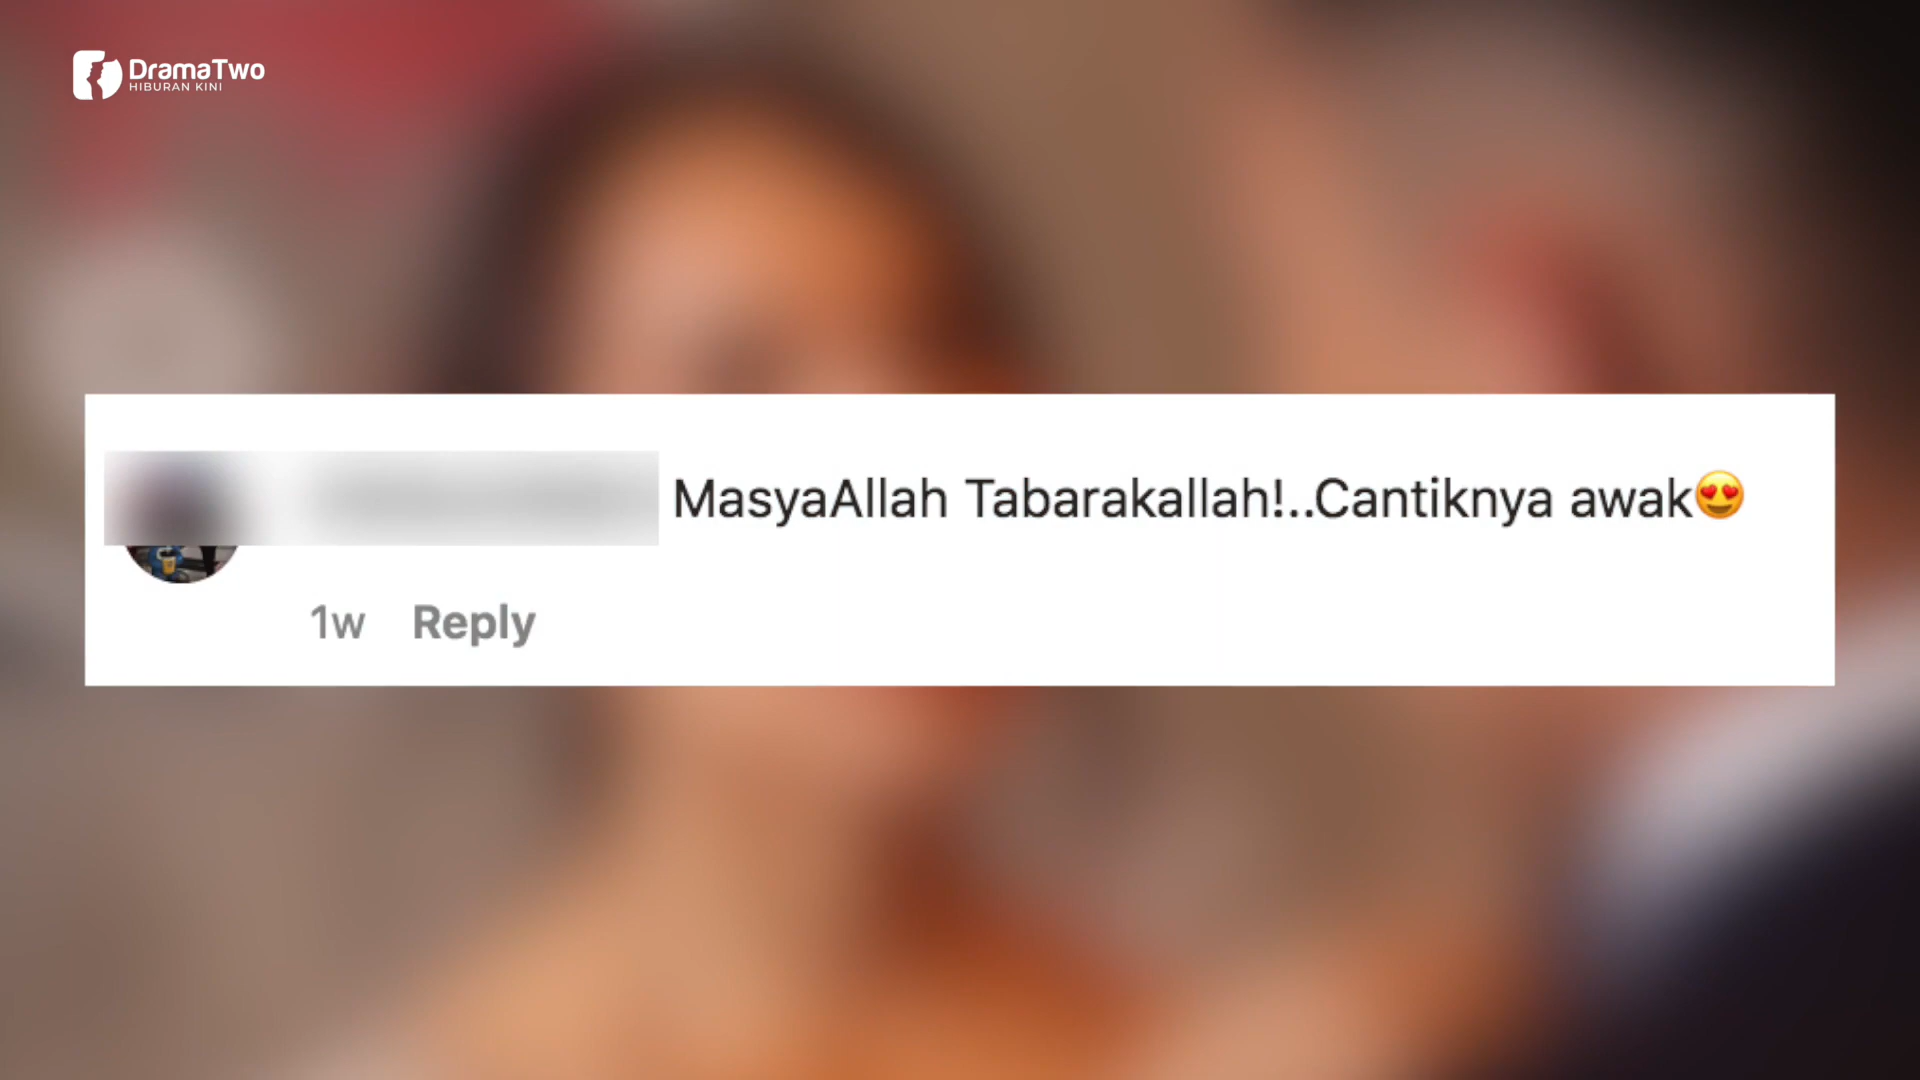 DramaTwo
HIBURAN KINI
MasyaAllah Tabarakallah!..Cantiknya awak😍
1w Reply